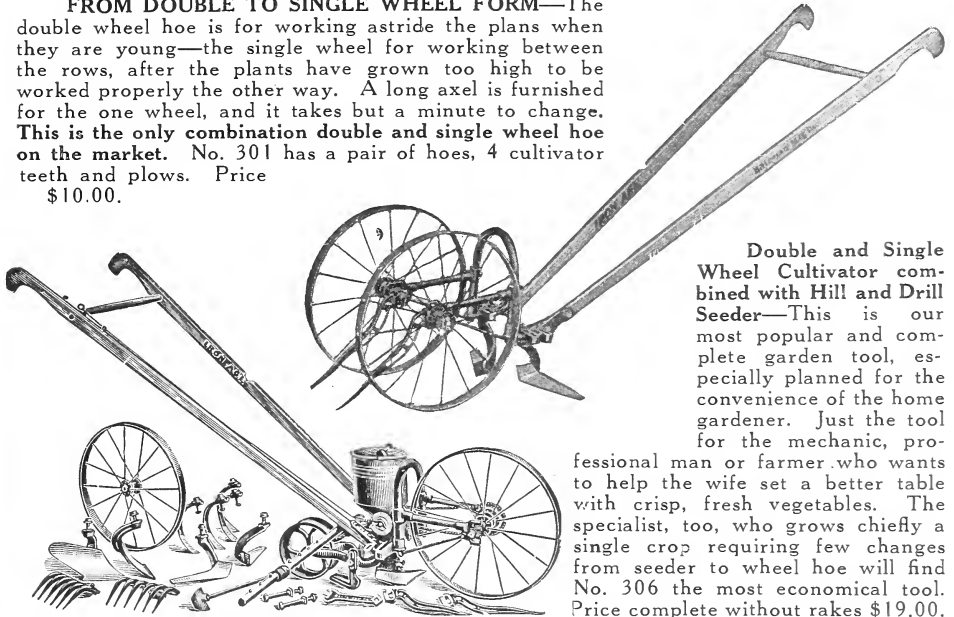 FROM DOUBLE TO SINGLE WHEEL FORM—The
double wheel hoe is for working astride the plans when
they are young—the single wheel for working between
the rows, after the plants have grown too high to be
worked properly the other way. A long axel is furnished
for the one wheel, and it takes but a minute to change.
This is the only combination double and single wheel hoe
on the market. No. 301 has a pair of hoes, 4 cultivator
teeth and plows. Price
$10.00.
IRON AGE
IRON AGE
Double and Single
Wheel Cultivator com-
bined with Hill and Drill
Seeder—This is our
most popular and com-
plete garden tool, es-
pecially planned for the
convenience of the home
gardener. Just the tool
for the mechanic, pro-
fessional man or farmer who wants
to help the wife set a better table
with crisp, fresh vegetables. The
specialist, too, who grows chiefly a
single crop requiring few changes
from seeder to wheel hoe will find
No. 306 the most economical tool.
Price complete without rakes $19.00.